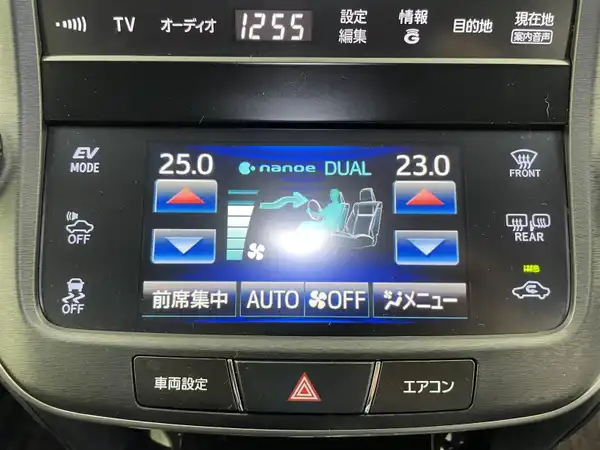 TV
オーディオ
12:55
設定
編集
情報
G
目的地
現在地
案内音声
EV
MODE
25.0
nanoe
DUAL
23.0
FRONT
OFF
REAR
OFF
前席集中
AUTO
OFF
メニュー
車両設定
エアコン